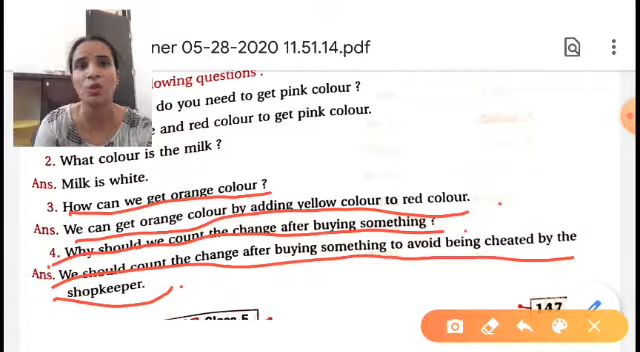 ner 05-28-2020 11.51.14.pdf
lowing questions :
do you need to get pink colour ?
and red colour to get pink colour.
2. What colour is the milk ?
Ans. Milk is white.
3. How can we get orange colour ?
Ans. We can get orange colour by adding yellow colour to red colour.
4. Why should we count the change after buying something ?
Ans. We should count the change after buying something to avoid being cheated by the
shopkeeper.
Class-5
147